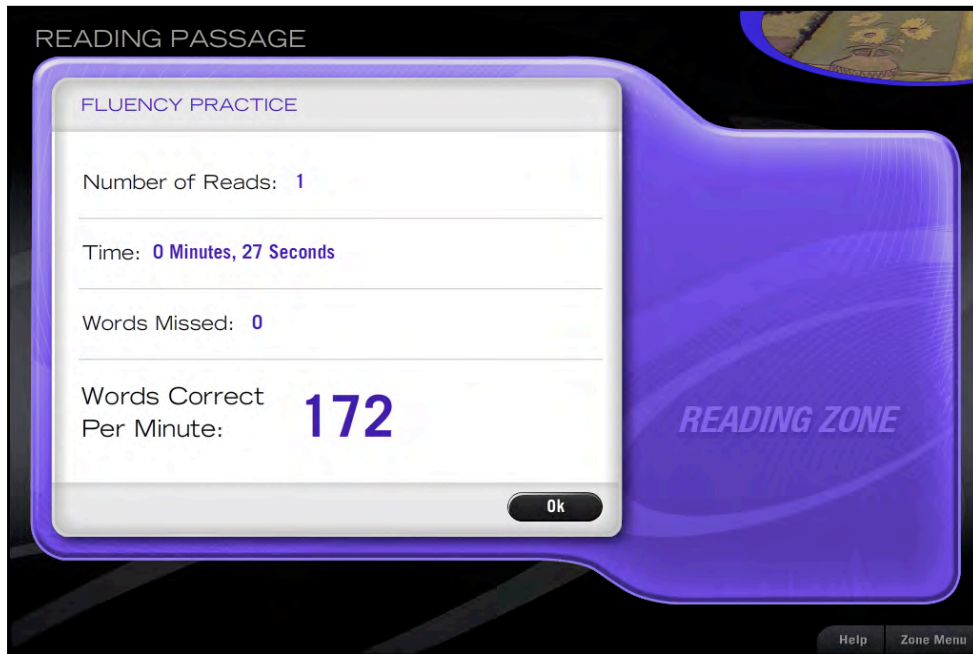 READING PASSAGE
FLUENCY PRACTICE
Number of Reads: 1
Time: 0 Minutes, 27 Seconds
Words Missed: 0
Words Correct
Per Minute: 172
READING ZONE
Ok
Help Zone Menu